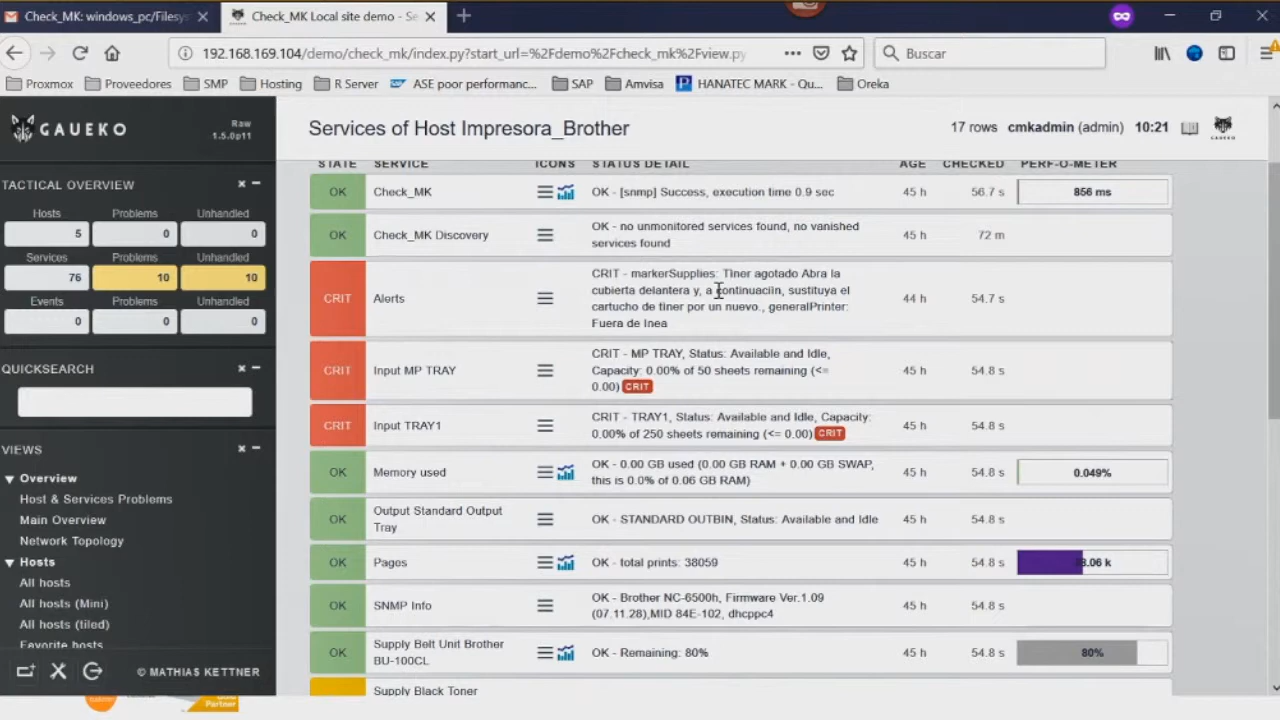 Check_MK: windows_pc/Filesy
Check_MK Local site demo - Se
192.168.169.104/demo/check_mk/index.py?start_url=%2Fdemo%2Fcheck_mk%2Fview.py
Buscar
Proxmox
Proveedores
SMP
Hosting
R Server
ASE poor performanc...
SAP
Amvisa
HANATEC MARK - Qu...
Oreka
GAUEKO
Raw
1.5.0p11
Services of Host Impresora_Brother
17 rows cmkadmin (admin) 10:21
TACTICAL OVERVIEW
Hosts Problems Unhandled
5 0 0
Services Problems Unhandled
76 10 10
Events Problems Unhandled
0 0 0
QUICKSEARCH
VIEWS
Overview
Host & Services Problems
Main Overview
Network Topology
Hosts
All hosts
All hosts (Mini)
All hosts (tiled)
Favorite hosts
© MATHIAS KETTNER
STATE SERVICE ICONS STATUS DETAIL AGE CHECKED PERF-O-METER
OK Check_MK OK - [snmp] Success, execution time 0.9 sec 45 h 56.7 s 856 ms
OK Check_MK Discovery OK - no unmonitored services found, no vanished
services found 45 h 72 m
CRIT Alerts CRIT - markerSupplies: Tiner agotado Abra la
cubierta delantera y, a continuaciin, sustituya el
cartucho de tiner por un nuevo., generalPrinter:
Fuera de lnea 44 h 54.7 s
CRIT Input MP TRAY CRIT - MP TRAY, Status: Available and Idle,
Capacity: 0.00% of 50 sheets remaining (<=
0.00) CRIT 45 h 54.8 s
CRIT Input TRAY1 CRIT - TRAY1, Status: Available and Idle, Capacity:
0.00% of 250 sheets remaining (<= 0.00) CRIT 45 h 54.8 s
OK Memory used OK - 0.00 GB used (0.00 GB RAM + 0.00 GB SWAP,
this is 0.0% of 0.06 GB RAM) 45 h 54.8 s 0.049%
OK Output Standard Output
Tray OK - STANDARD OUTBIN, Status: Available and Idle 45 h 54.8 s
OK Pages OK - total prints: 38059 45 h 54.8 s 38.06 k
OK SNMP Info OK - Brother NC-6500h, Firmware Ver.1.09
(07.11.28),MID 84E-102, dhcppc4 45 h 54.8 s
OK Supply Belt Unit Brother
BU-100CL OK - Remaining: 80% 45 h 54.8 s 80%
Supply Black Toner
Partner